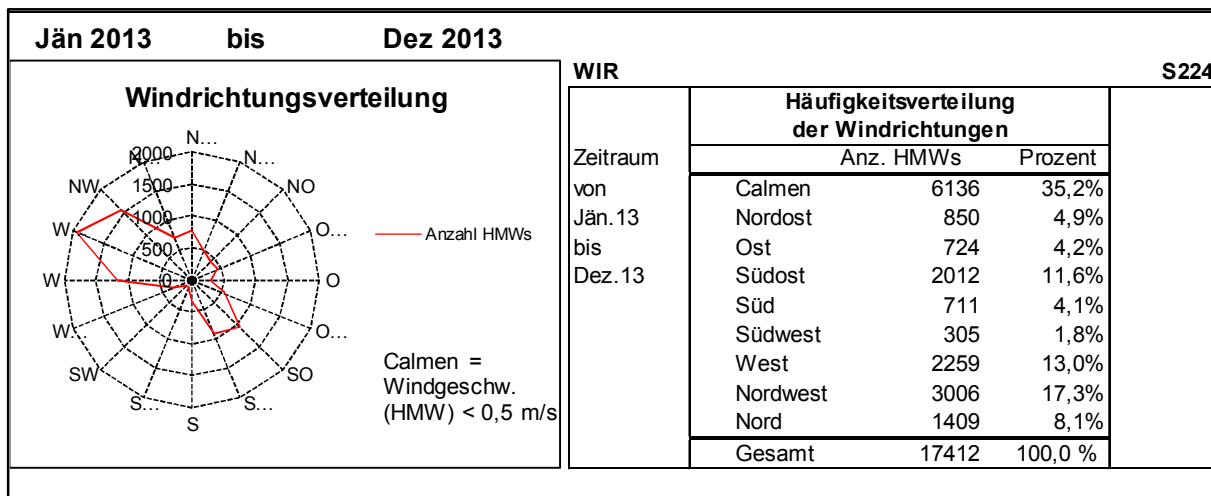 Jän 2013 bis Dez 2013
Windrichtungsverteilung
N...
N...
NO
O...
O
O...
SO
S...
S
S...
SW
W...
W
W...
NW
N...
2000
1500
1000
500
0
Anzahl HMWs
Calmen =
Windgeschw.
(HMW) < 0,5 m/s
WIR S224
Häufigkeitsverteilung
der Windrichtungen
Zeitraum Anz. HMWs Prozent
von Calmen 6136 35,2%
Jän.13 Nordost 850 4,9%
bis Ost 724 4,2%
Dez.13 Südost 2012 11,6%
Süd 711 4,1%
Südwest 305 1,8%
West 2259 13,0%
Nordwest 3006 17,3%
Nord 1409 8,1%
Gesamt 17412 100,0 %